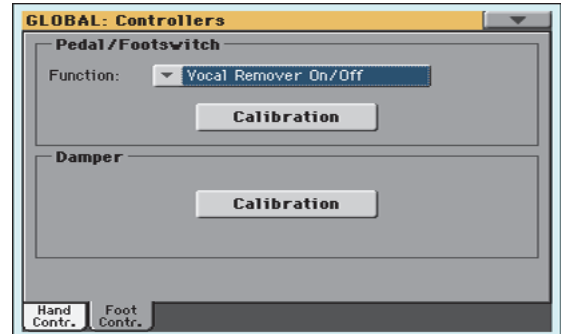 GLOBAL: Controllers
Pedal/Footswitch
Function: Vocal Remover On/Off
Calibration
Damper
Calibration
Hand Contr. Foot Contr.